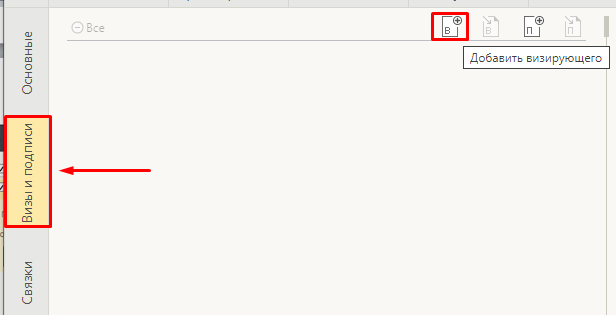 Все
В
В
П
П
Добавить визирующего
Основные
Визы и подписи
Связки